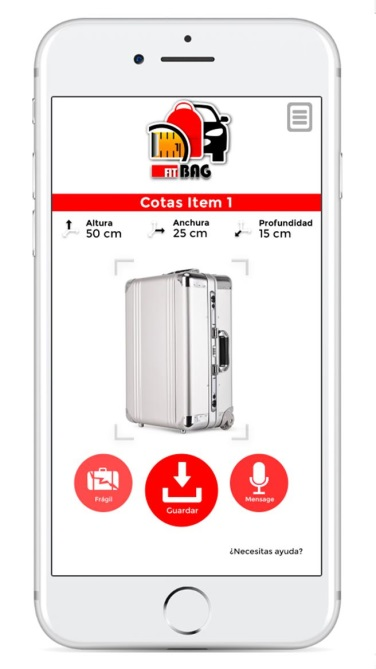 FIT BAG
Cotas Item 1
Altura
50 cm
Anchura
25 cm
Profundidad
15 cm
Frágil
Guardar
Mensage
¿Necesitas ayuda?